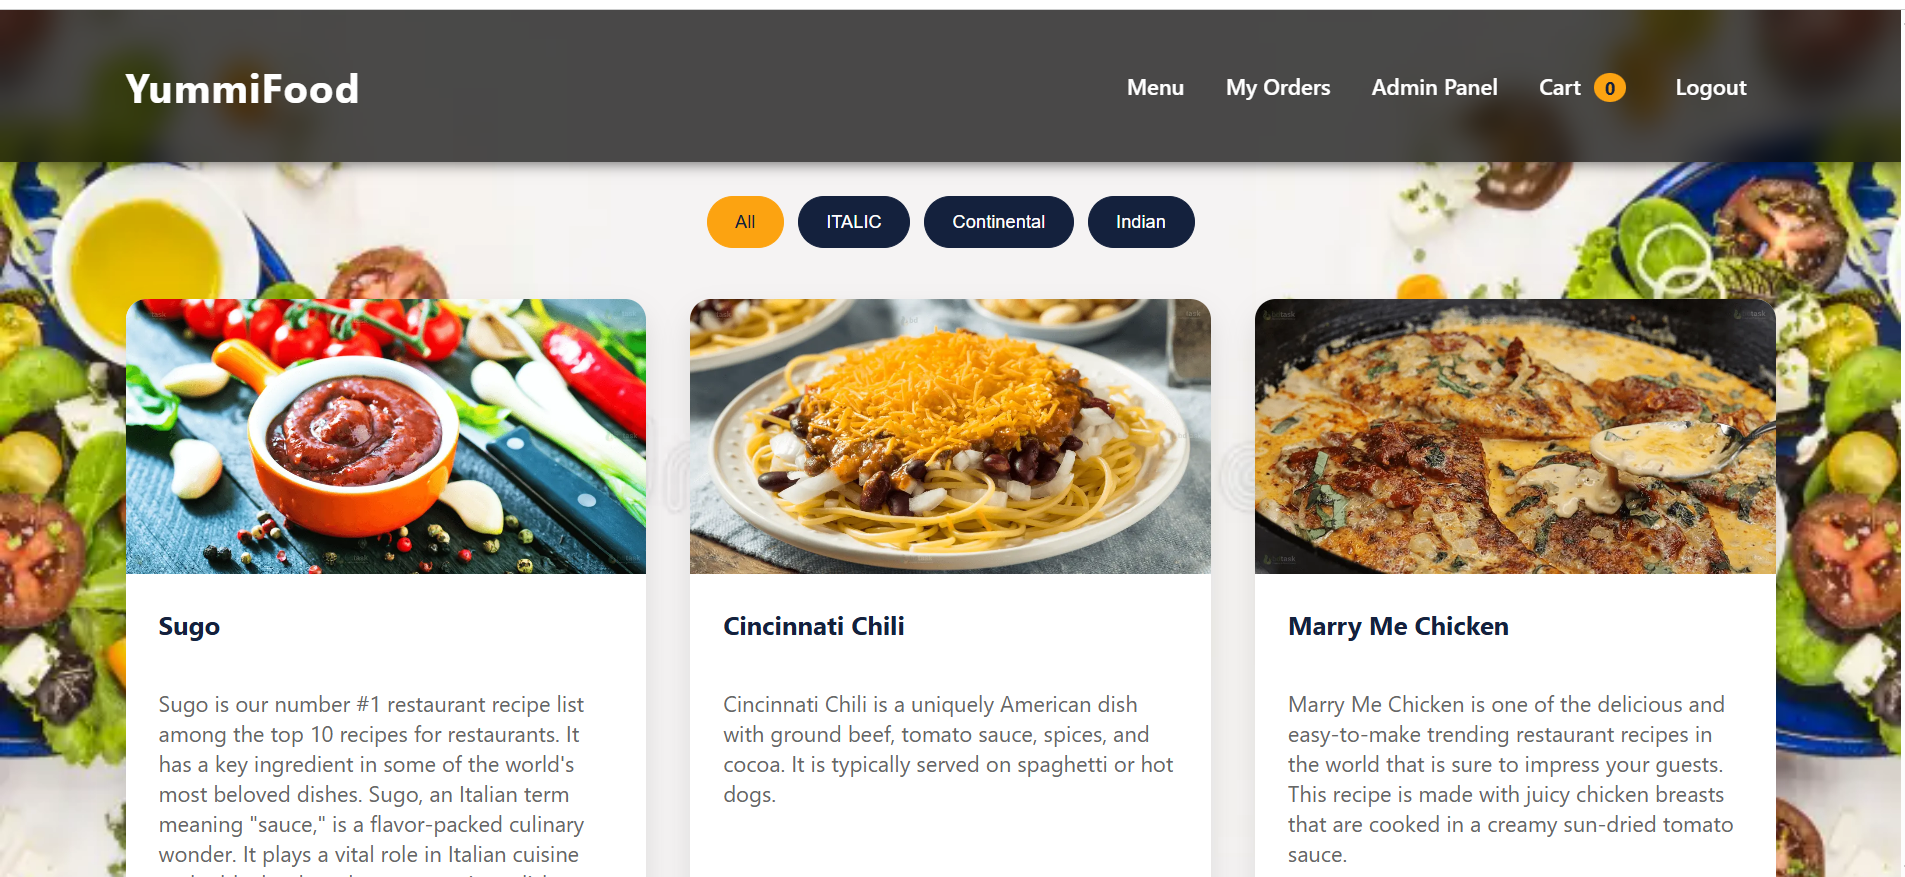 YummiFood
Menu My Orders Admin Panel Cart 0 Logout
All ITALIC Continental Indian
Sugo
Sugo is our number #1 restaurant recipe list
among the top 10 recipes for restaurants. It
has a key ingredient in some of the world's
most beloved dishes. Sugo, an Italian term
meaning "sauce," is a flavor-packed culinary
wonder. It plays a vital role in Italian cuisine
Cincinnati Chili
Cincinnati Chili is a uniquely American dish
with ground beef, tomato sauce, spices, and
cocoa. It is typically served on spaghetti or hot
dogs.
Marry Me Chicken
Marry Me Chicken is one of the delicious and
easy-to-make trending restaurant recipes in
the world that is sure to impress your guests.
This recipe is made with juicy chicken breasts
that are cooked in a creamy sun-dried tomato
sauce.